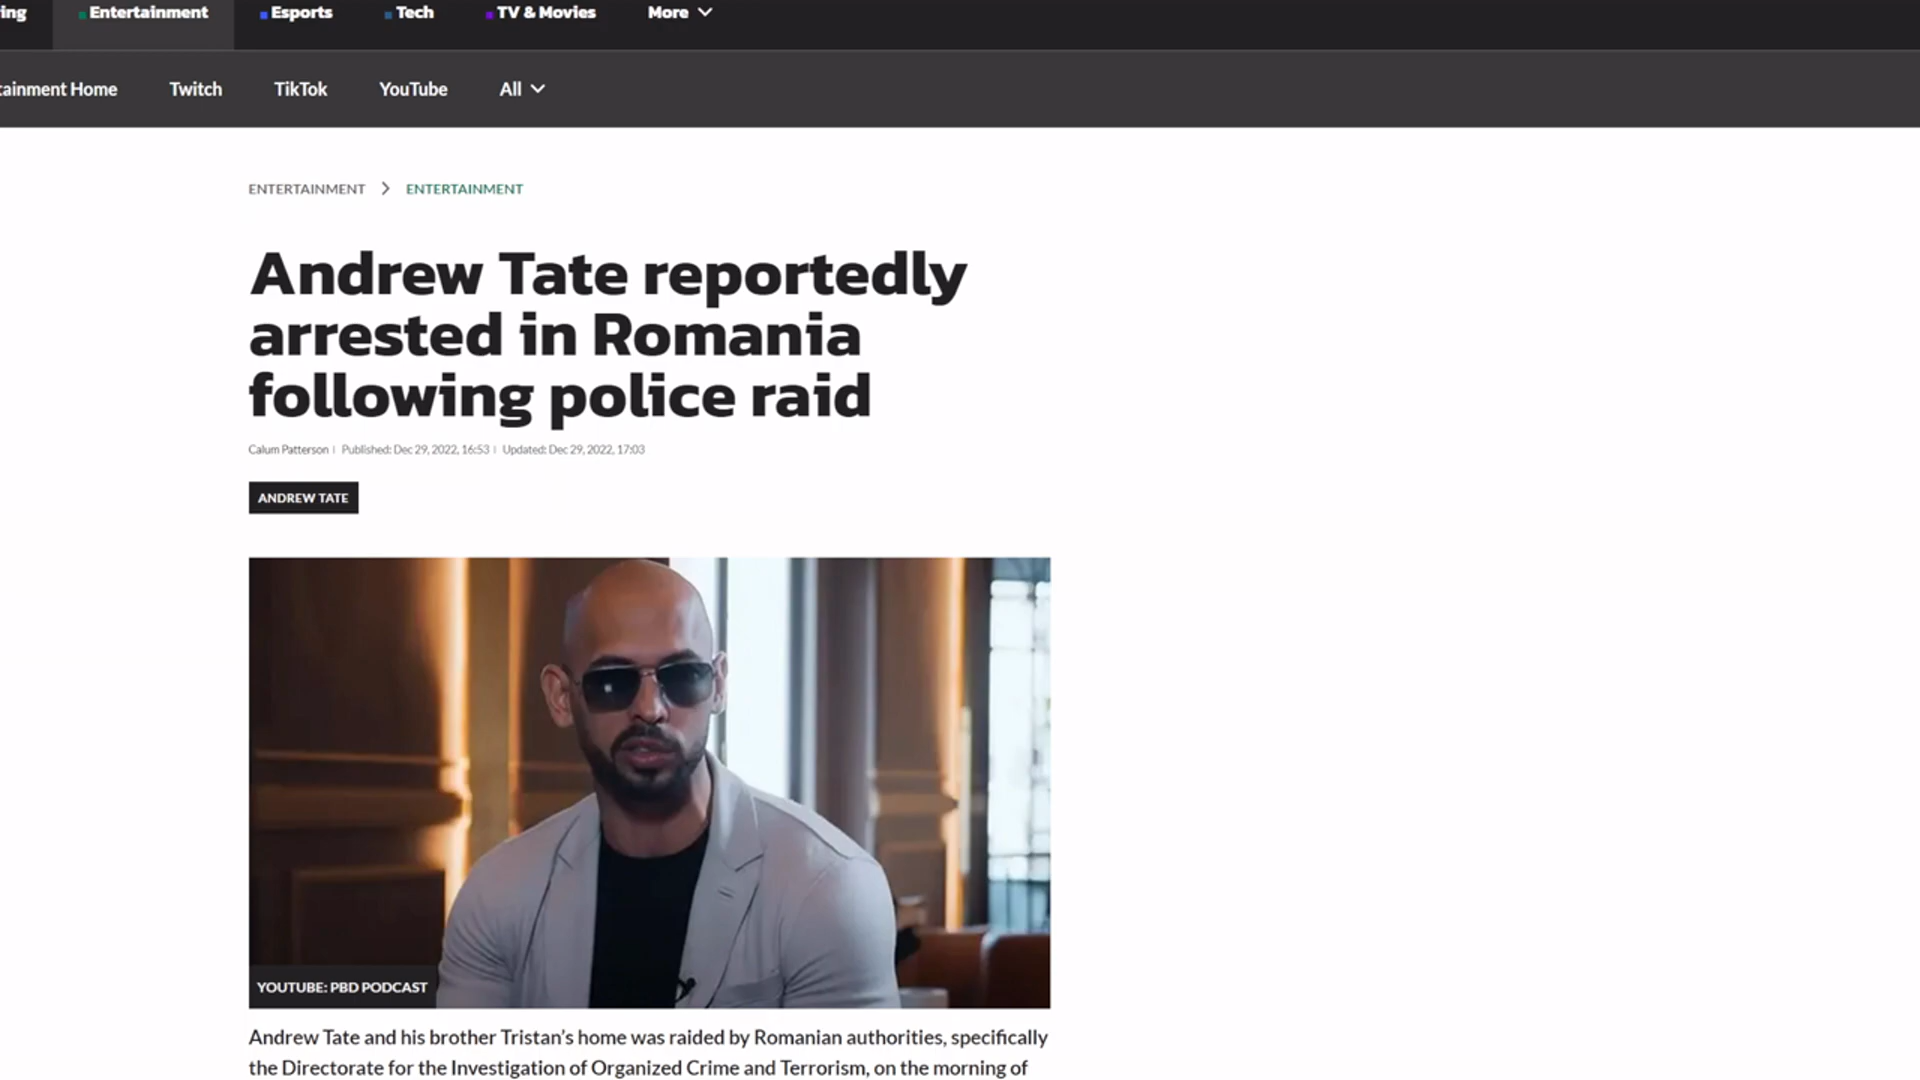 ing Entertainment Esports Tech TV & Movies More
tainment Home Twitch TikTok YouTube All
ENTERTAINMENT > ENTERTAINMENT
Andrew Tate reportedly
arrested in Romania
following police raid
Calum Patterson | Published: Dec 29, 2022, 16:53 | Updated: Dec 29, 2022, 17:03
ANDREW TATE
YOUTUBE: PBD PODCAST
Andrew Tate and his brother Tristan’s home was raided by Romanian authorities, specifically
the Directorate for the Investigation of Organized Crime and Terrorism, on the morning of